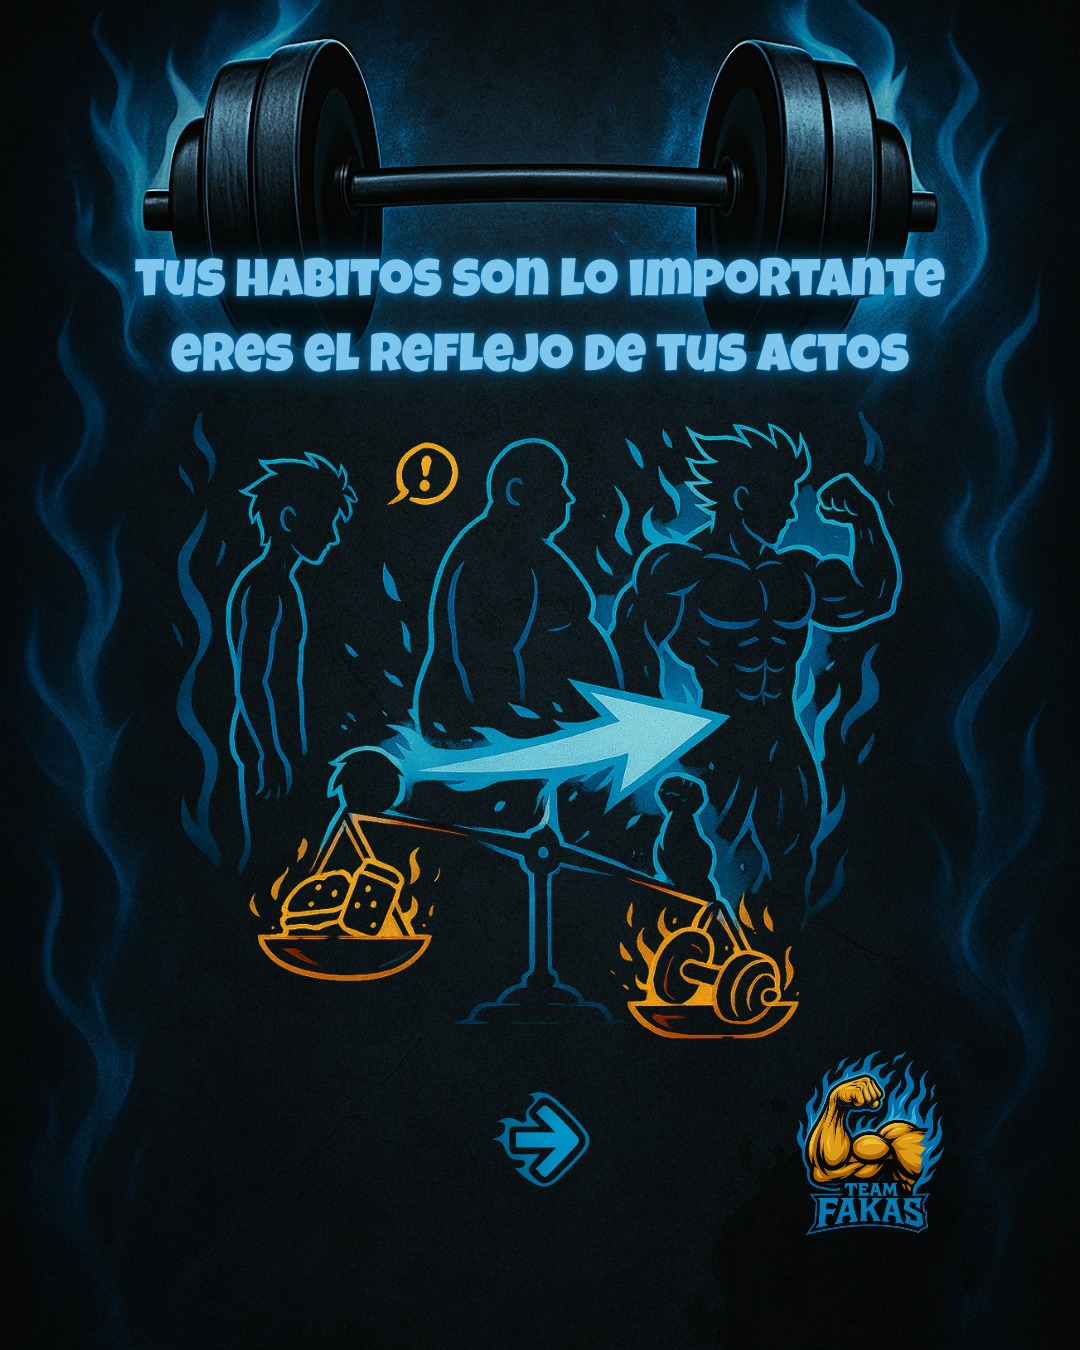 TUS HABITOS SON LO IMPORTANTE
ERES EL REFLEJO DE TUS ACTOS
!
TEAM
FAKAS